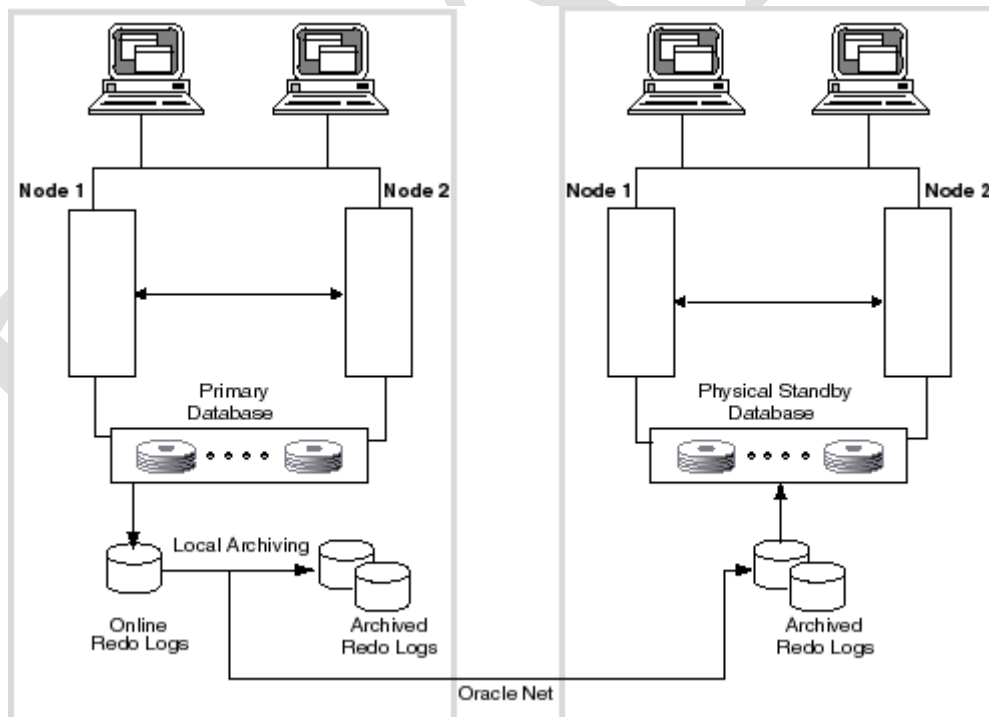 Node 1
Node 2
Primary
Database
Local Archiving
Online
Redo Logs
Archived
Redo Logs
Oracle Net
Node 1
Node 2
Physical Standby
Database
Archived
Redo Logs